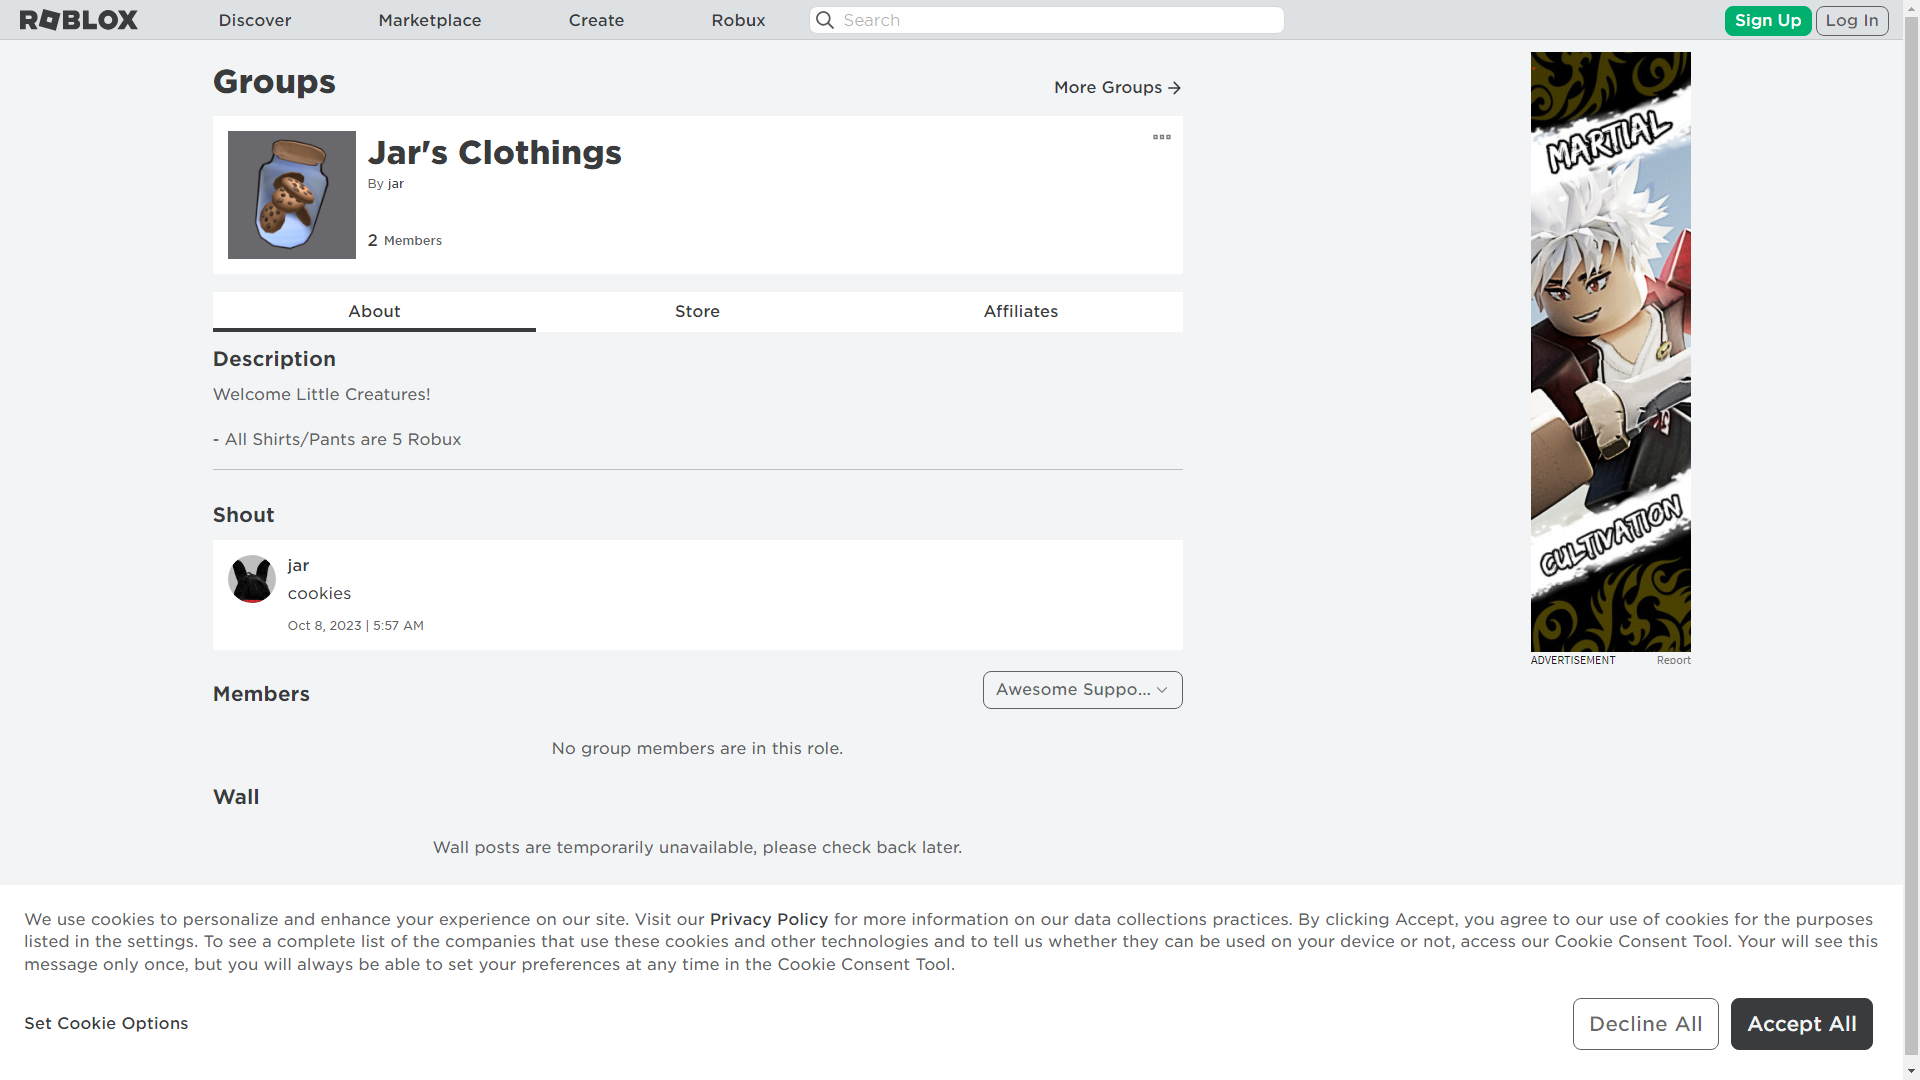 ROBLOX
Discover
Marketplace
Create
Robux
Search
Sign Up
Log In
Groups
More Groups
Jar's Clothings
By jar
2 Members
About
Store
Affiliates
Description
Welcome Little Creatures!
- All Shirts/Pants are 5 Robux
Shout
jar
cookies
Oct 8, 2023 | 5:57 AM
Members
Awesome Suppo...
No group members are in this role.
Wall
Wall posts are temporarily unavailable, please check back later.
MARTIAL
CULTIVATION
ADVERTISEMENT
Report
We use cookies to personalize and enhance your experience on our site. Visit our Privacy Policy for more information on our data collections practices. By clicking Accept, you agree to our use of cookies for the purposes
listed in the settings. To see a complete list of the companies that use these cookies and other technologies and to tell us whether they can be used on your device or not, access our Cookie Consent Tool. Your will see this
message only once, but you will always be able to set your preferences at any time in the Cookie Consent Tool.
Set Cookie Options
Decline All
Accept All